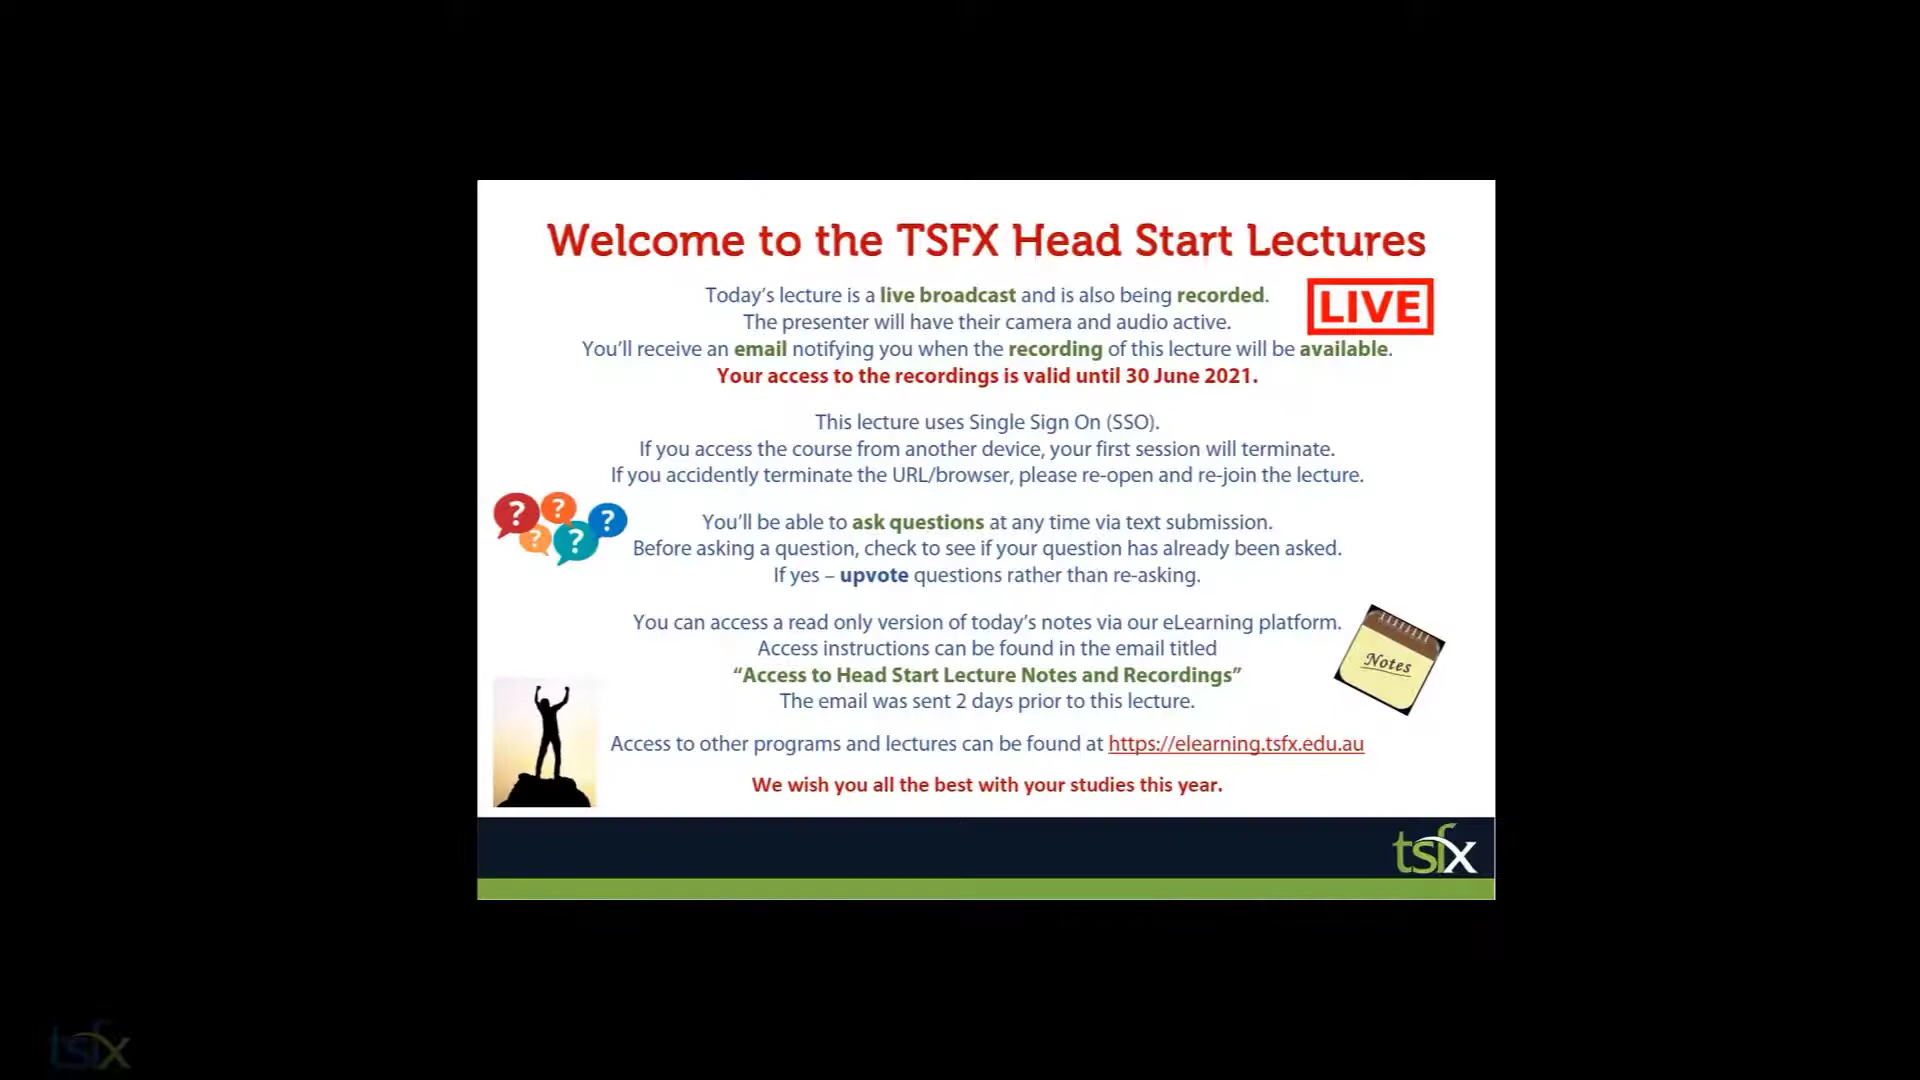 Welcome to the TSFX Head Start Lectures
Today's lecture is a live broadcast and is also being recorded.
LIVE
The presenter will have their camera and audio active.
You'll receive an email notifying you when the recording of this lecture will be available.
Your access to the recordings is valid until 30 June 2021.
This lecture uses Single Sign On (SSO).
If you access the course from another device, your first session will terminate.
If you accidently terminate the URL/browser, please re-open and re-join the lecture.
? ? ? ? ?
You'll be able to ask questions at any time via text submission.
Before asking a question, check to see if your question has already been asked.
If yes – upvote questions rather than re-asking.
You can access a read only version of today's notes via our eLearning platform.
Access instructions can be found in the email titled
Notes
“Access to Head Start Lecture Notes and Recordings”
The email was sent 2 days prior to this lecture.
Access to other programs and lectures can be found at https://elearning.tsfx.edu.au
We wish you all the best with your studies this year.
tsfx
tsfx